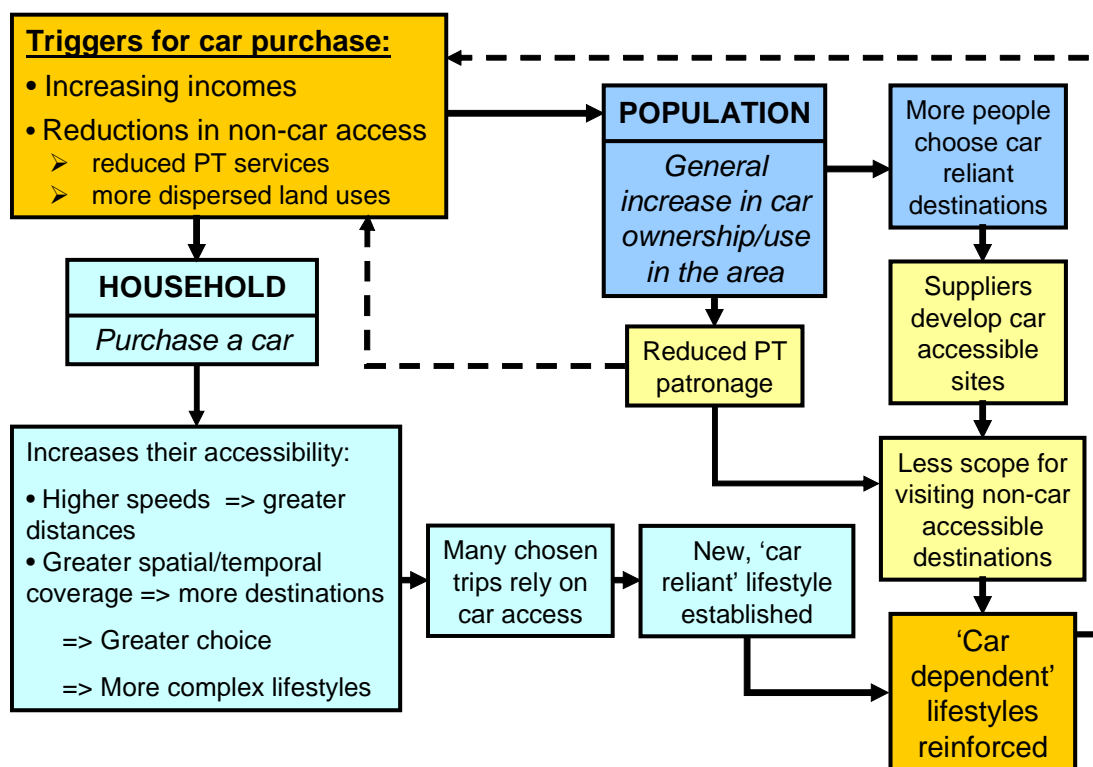 Triggers for car purchase:
• Increasing incomes
• Reductions in non-car access
➢ reduced PT services
➢ more dispersed land uses
POPULATION
General
increase in car
ownership/use
in the area
More people
choose car
reliant
destinations
HOUSEHOLD
Purchase a car
Reduced PT
patronage
Suppliers
develop car
accessible
sites
Increases their accessibility:
• Higher speeds => greater
distances
• Greater spatial/temporal
coverage => more destinations
=> Greater choice
=> More complex lifestyles
Many chosen
trips rely on
car access
New, ‘car
reliant’ lifestyle
established
Less scope for
visiting non-car
accessible
destinations
‘Car
dependent’
lifestyles
reinforced